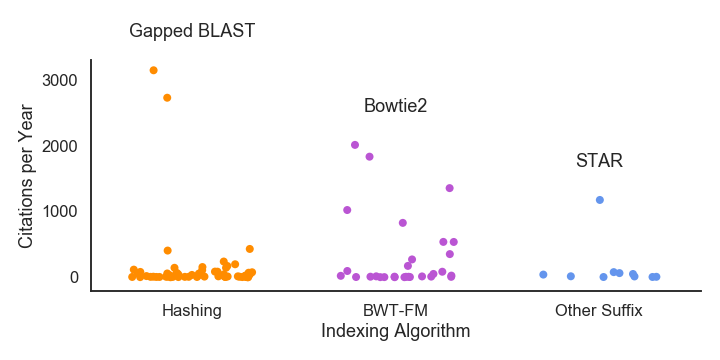 Gapped BLAST
Bowtie2
STAR
Citations per Year
3000
2000
1000
0
Hashing
BWT-FM
Other Suffix
Indexing Algorithm